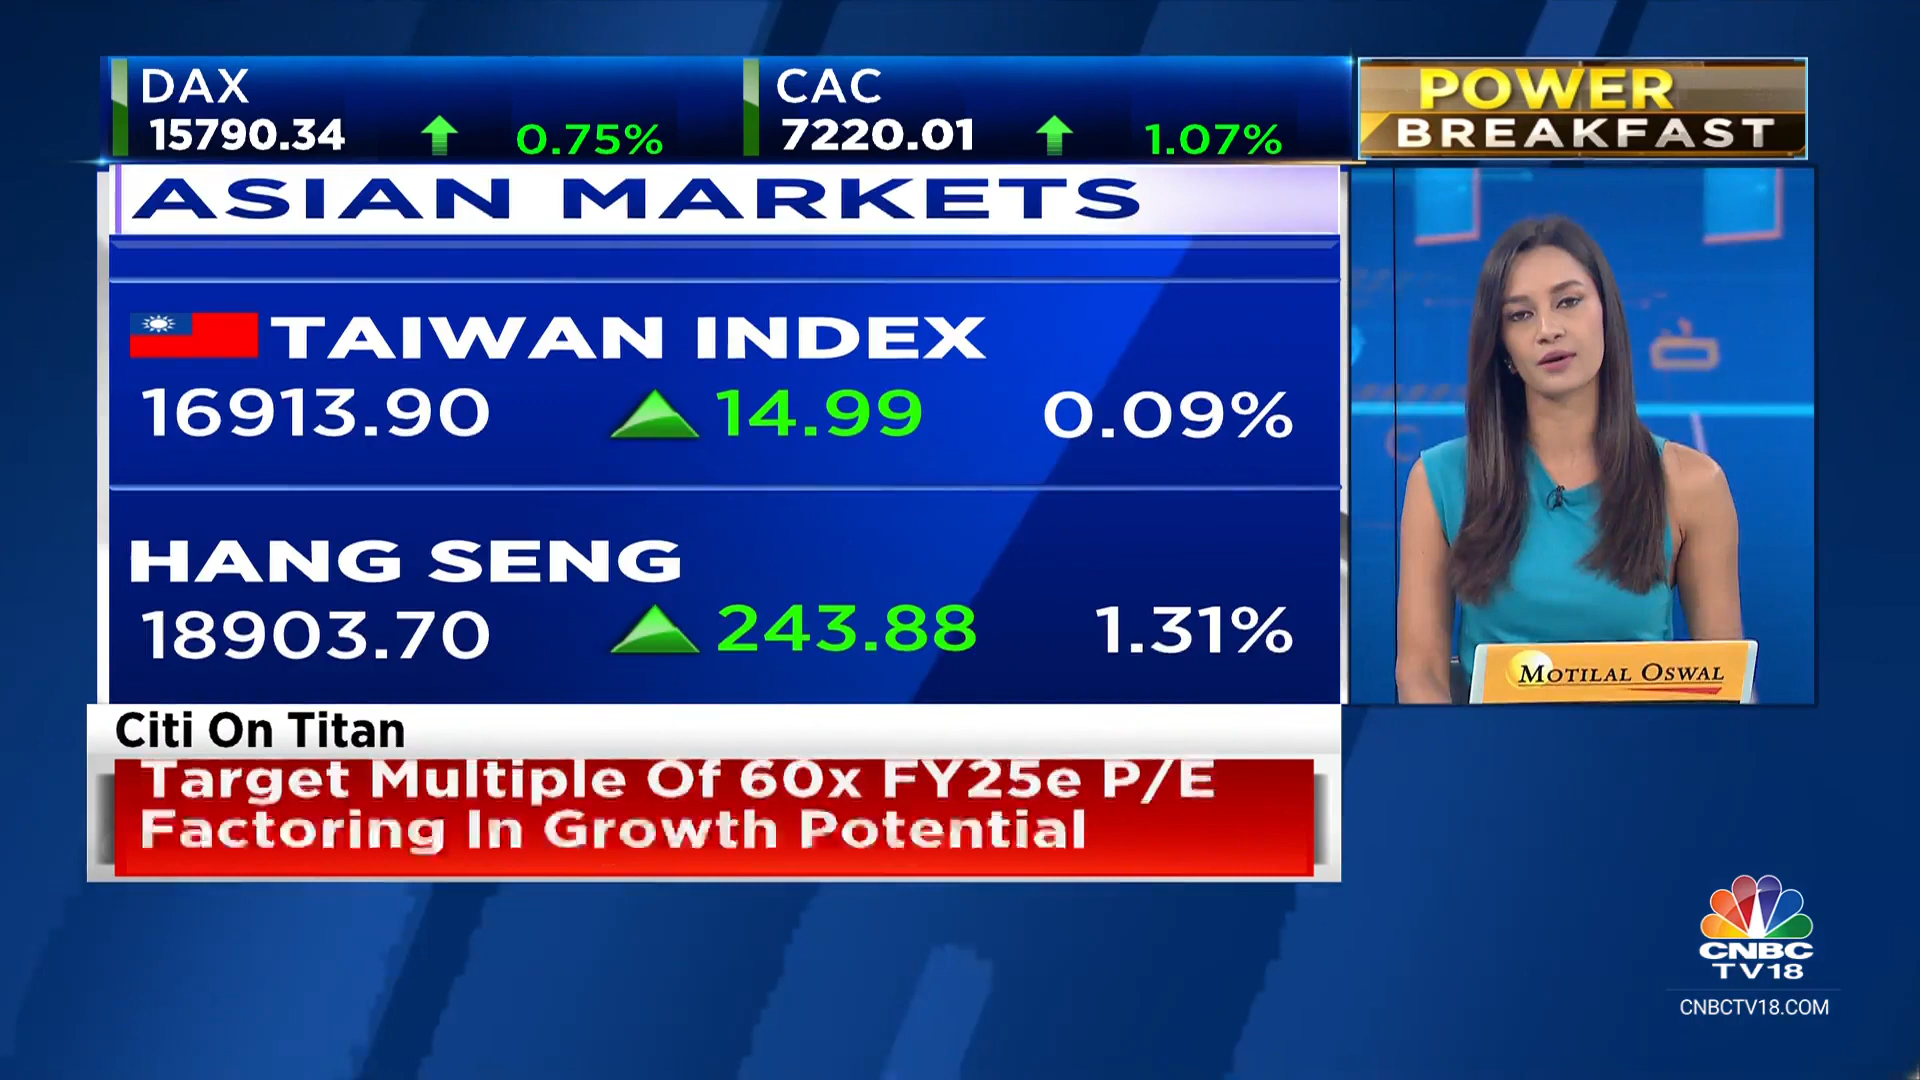 DAX
15790.34 0.75%
CAC
7220.01 1.07%
POWER
BREAKFAST
ASIAN MARKETS
TAIWAN INDEX
16913.90 14.99 0.09%
HANG SENG
18903.70 243.88 1.31%
MOTILAL OSWAL
Citi On Titan
Target Multiple Of 60x FY25e P/E
Factoring In Growth Potential
CNBC
TV18
CNBCTV18.COM